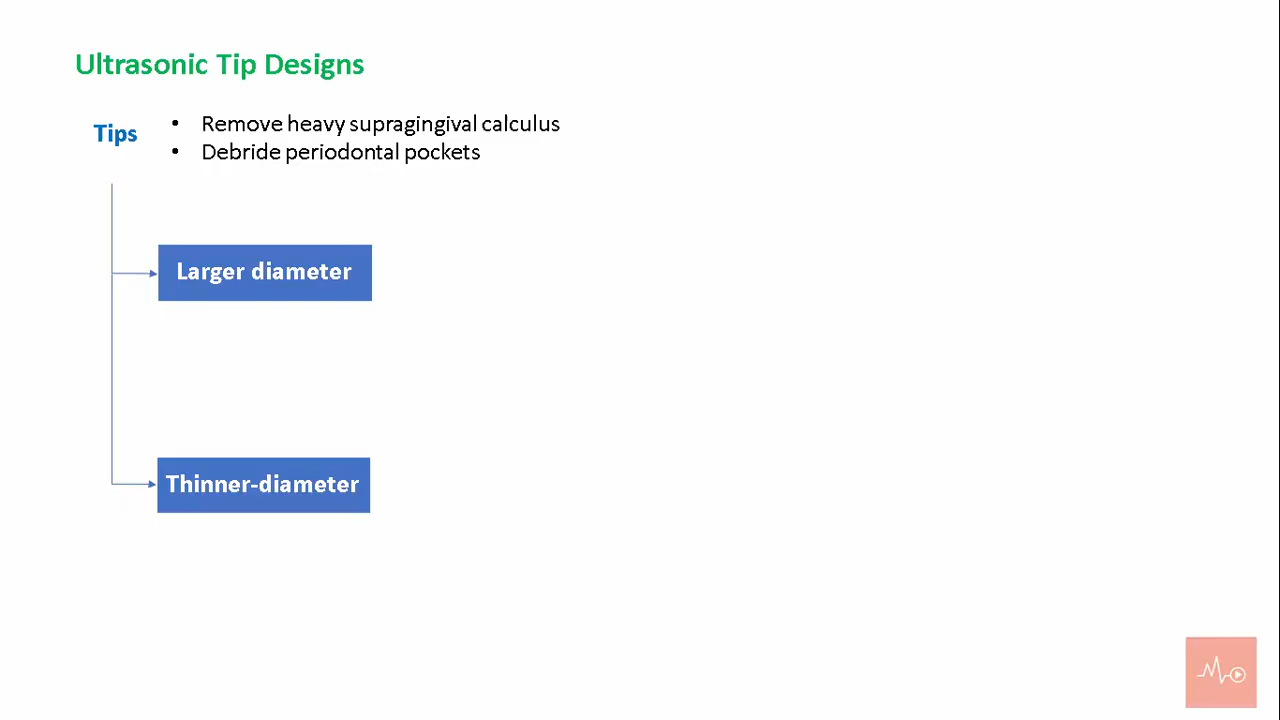 Ultrasonic Tip Designs
Tips
• Remove heavy supragingival calculus
• Debride periodontal pockets
Larger diameter
Thinner-diameter